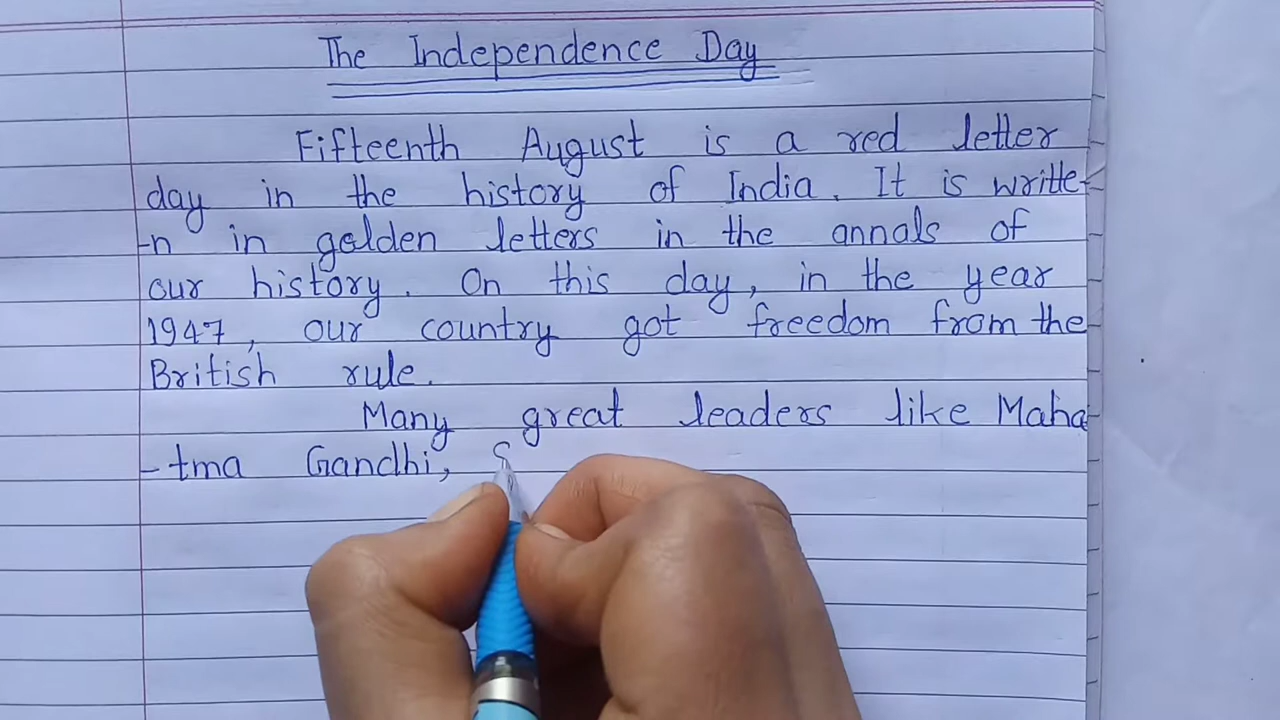 The Independence Day
Fifteenth August is a red letter
day in the history of India. It is writte-
-n in golden letters in the annals of
our history. On this day, in the year
1947, our country got freedom from the
British rule.
Many great leaders like Maha-
-tma Gandhi, S